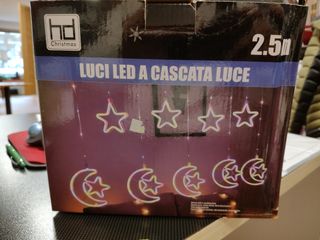 hd
Christmas
2.5m
LUCI LED A CASCATA LUCE